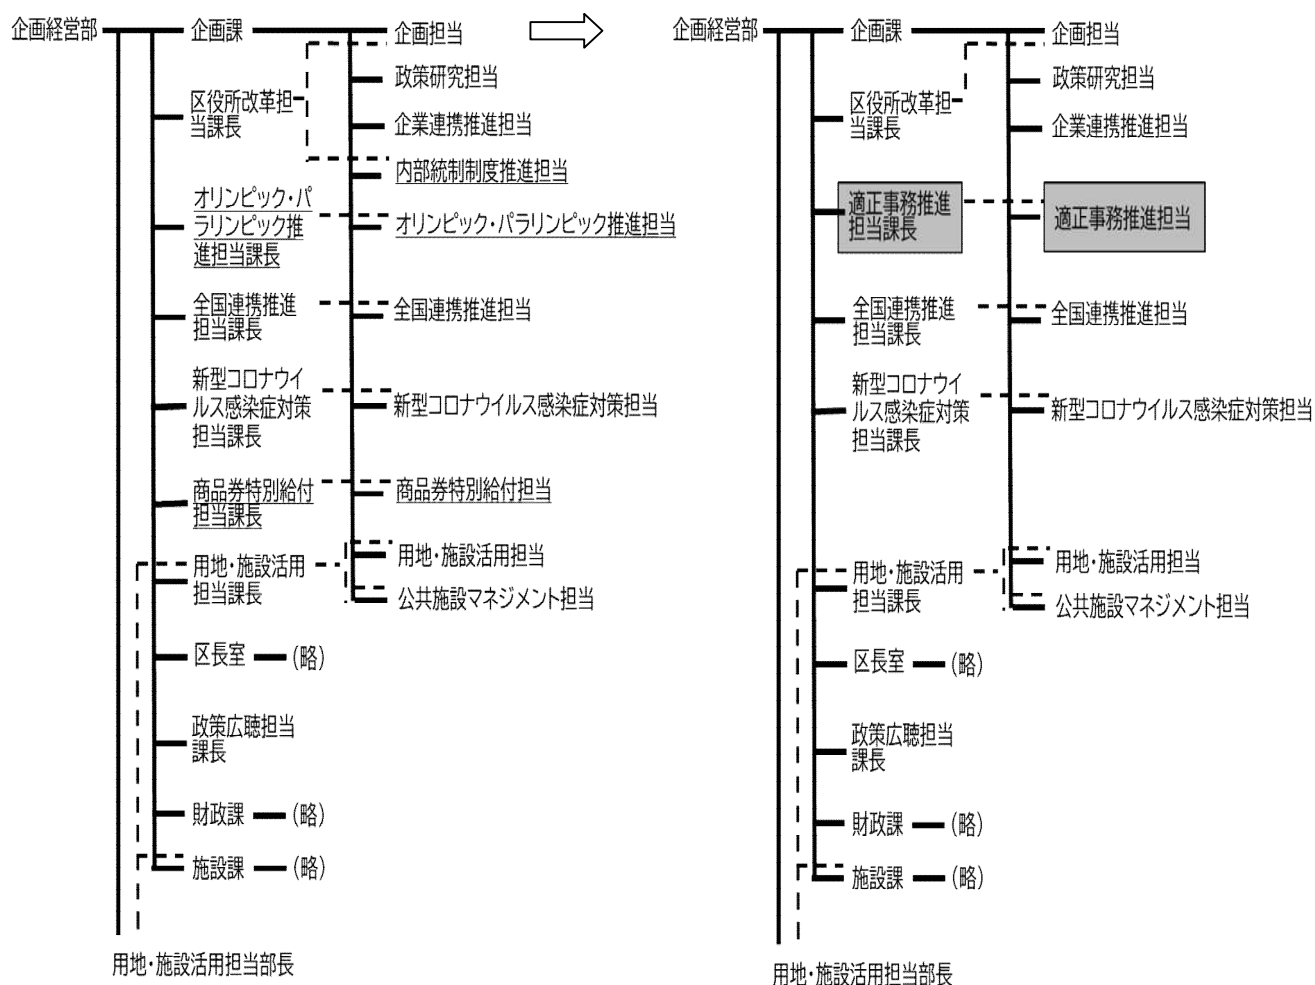 企画経営部
企画課
企画担当
政策研究担当
区役所改革担
当課長
企業連携推進担当
内部統制制度推進担当
オリンピック・パ
ラリンピック推
進担当課長
オリンピック・パラリンピック推進担当
全国連携推進
担当課長
全国連携推進担当
新型コロナウイ
ルス感染症対策
担当課長
新型コロナウイルス感染症対策担当
商品券特別給付
担当課長
商品券特別給付担当
用地・施設活用
担当課長
用地・施設活用担当
公共施設マネジメント担当
区長室
(略)
政策広聴担当
課長
財政課
(略)
施設課
(略)
用地・施設活用担当部長
企画経営部
企画課
企画担当
政策研究担当
区役所改革担
当課長
企業連携推進担当
適正事務推進
担当課長
適正事務推進担当
全国連携推進
担当課長
全国連携推進担当
新型コロナウイ
ルス感染症対策
担当課長
新型コロナウイルス感染症対策担当
用地・施設活用
担当課長
用地・施設活用担当
公共施設マネジメント担当
区長室
(略)
政策広聴担当
課長
財政課
(略)
施設課
(略)
用地・施設活用担当部長